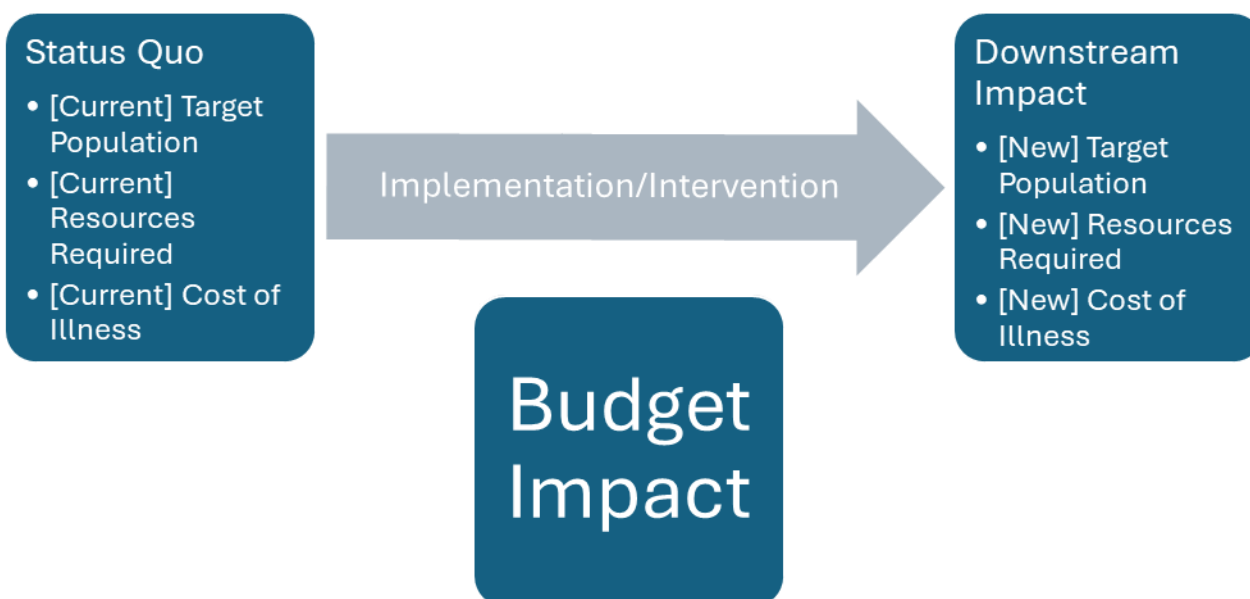 Status Quo
• [Current] Target
Population
• [Current]
Resources
Required
• [Current] Cost of
Illness
Implementation/Intervention
Downstream
Impact
• [New] Target
Population
• [New] Resources
Required
• [New] Cost of
Illness
Budget
Impact